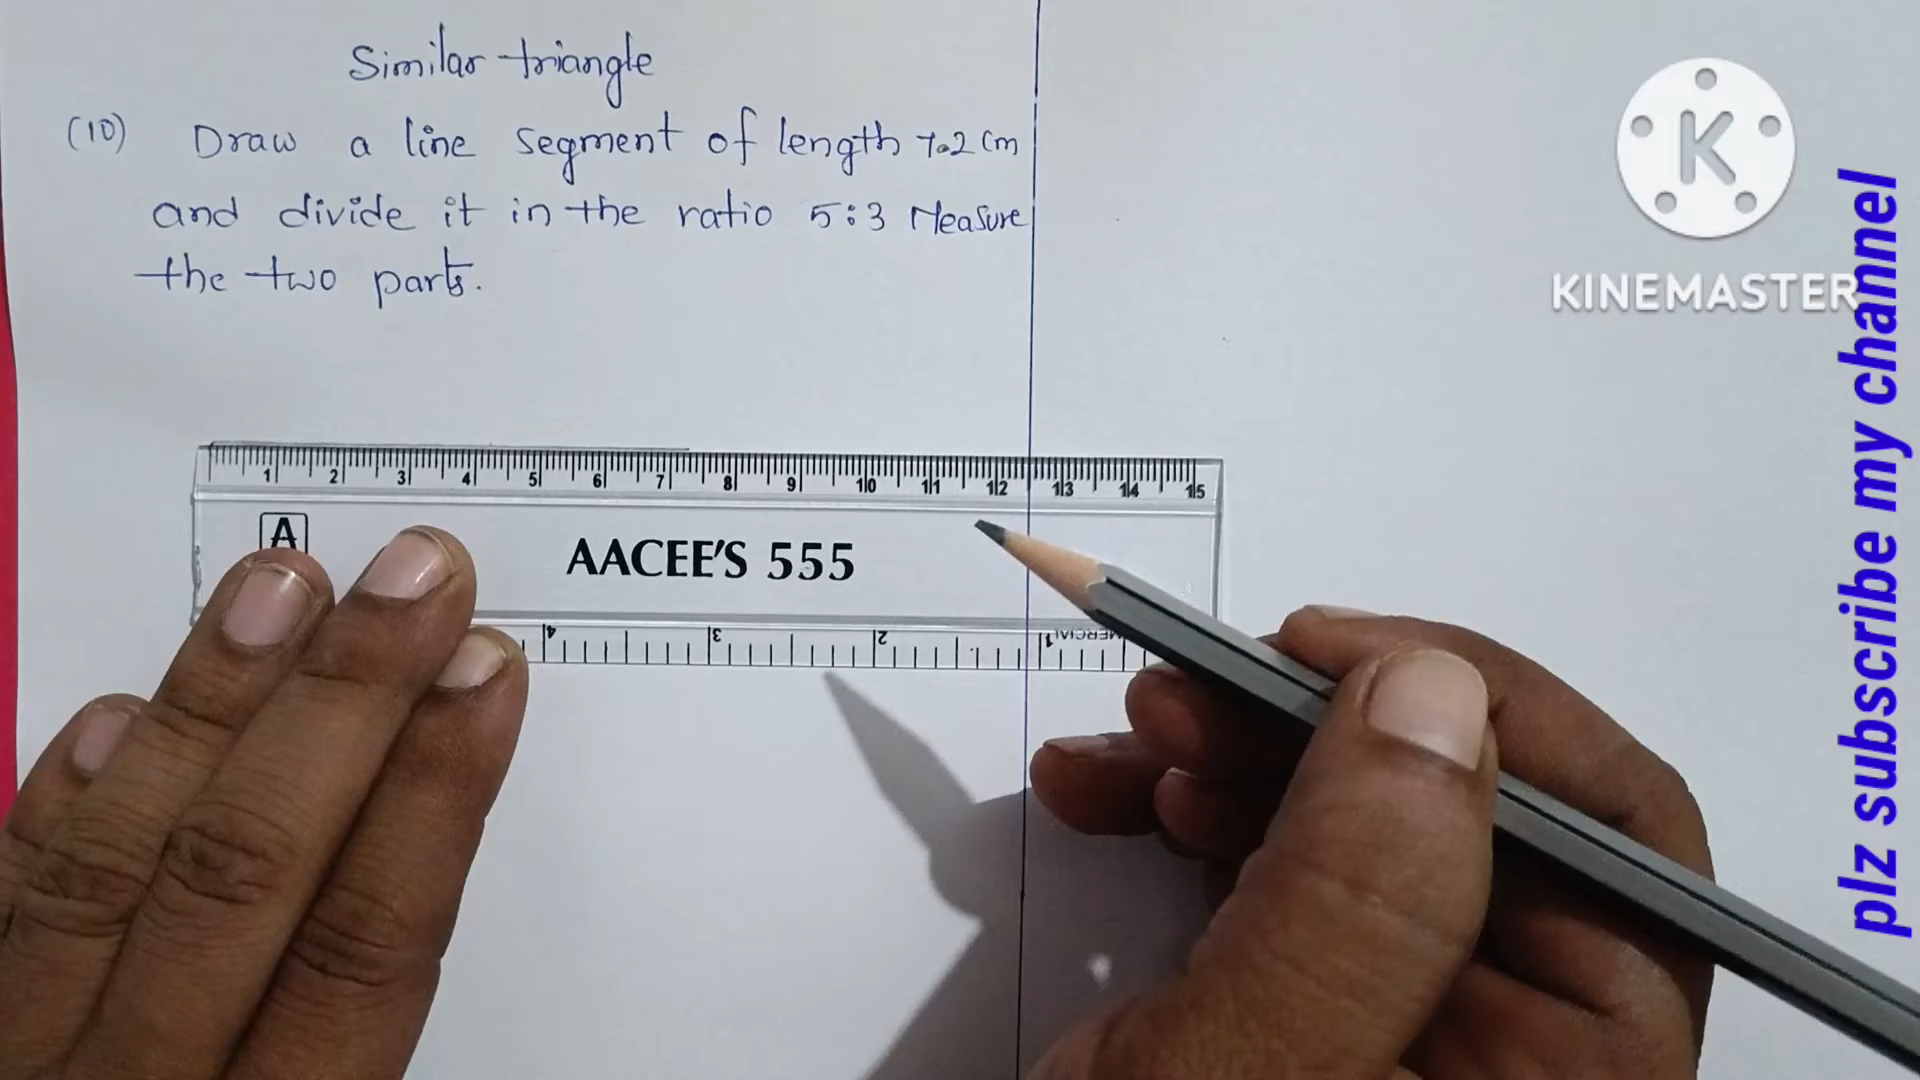 Similar triangle
(10) Draw a line segment of length 7.2 cm
and divide it in the ratio 5:3 Measure
the two parts.
K
KINEMASTER
plz subscribe my channel
1 2 3 4 5 6 7 8 9 10 11 12 13 14 15
A
AACEE'S 555
4 3 2 1